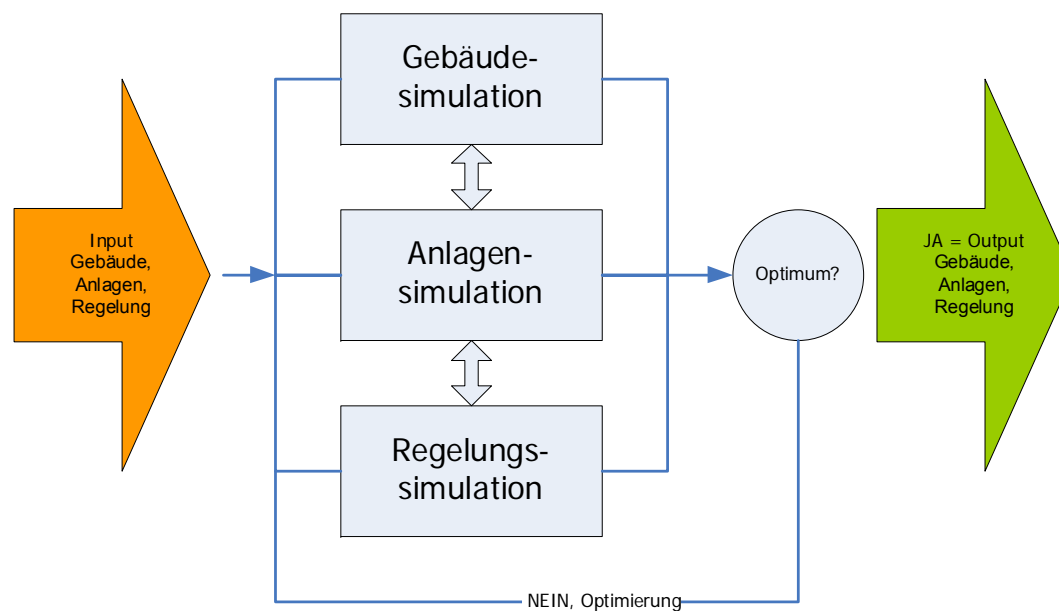 Gebäude-
simulation
Input
Gebäude,
Anlagen,
Regelung
Anlagen-
simulation
Optimum?
JA = Output
Gebäude,
Anlagen,
Regelung
Regelungs-
simulation
NEIN, Optimierung